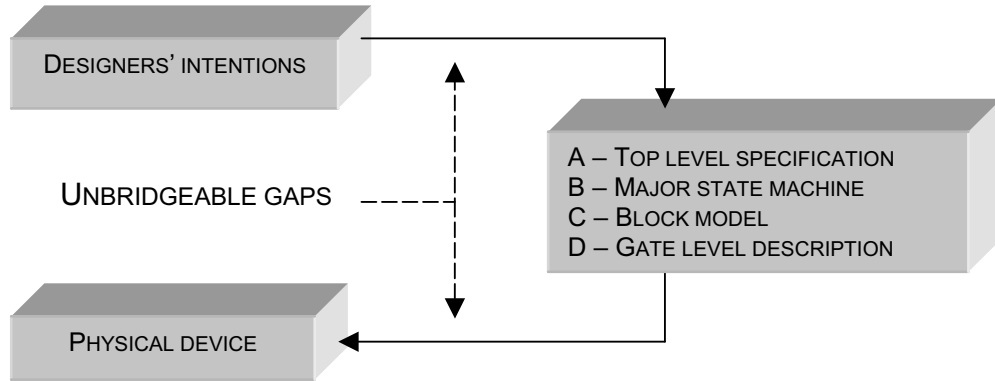 DESIGNERS’ INTENTIONS
A – TOP LEVEL SPECIFICATION
B – MAJOR STATE MACHINE
C – BLOCK MODEL
D – GATE LEVEL DESCRIPTION
UNBRIDGEABLE GAPS
PHYSICAL DEVICE